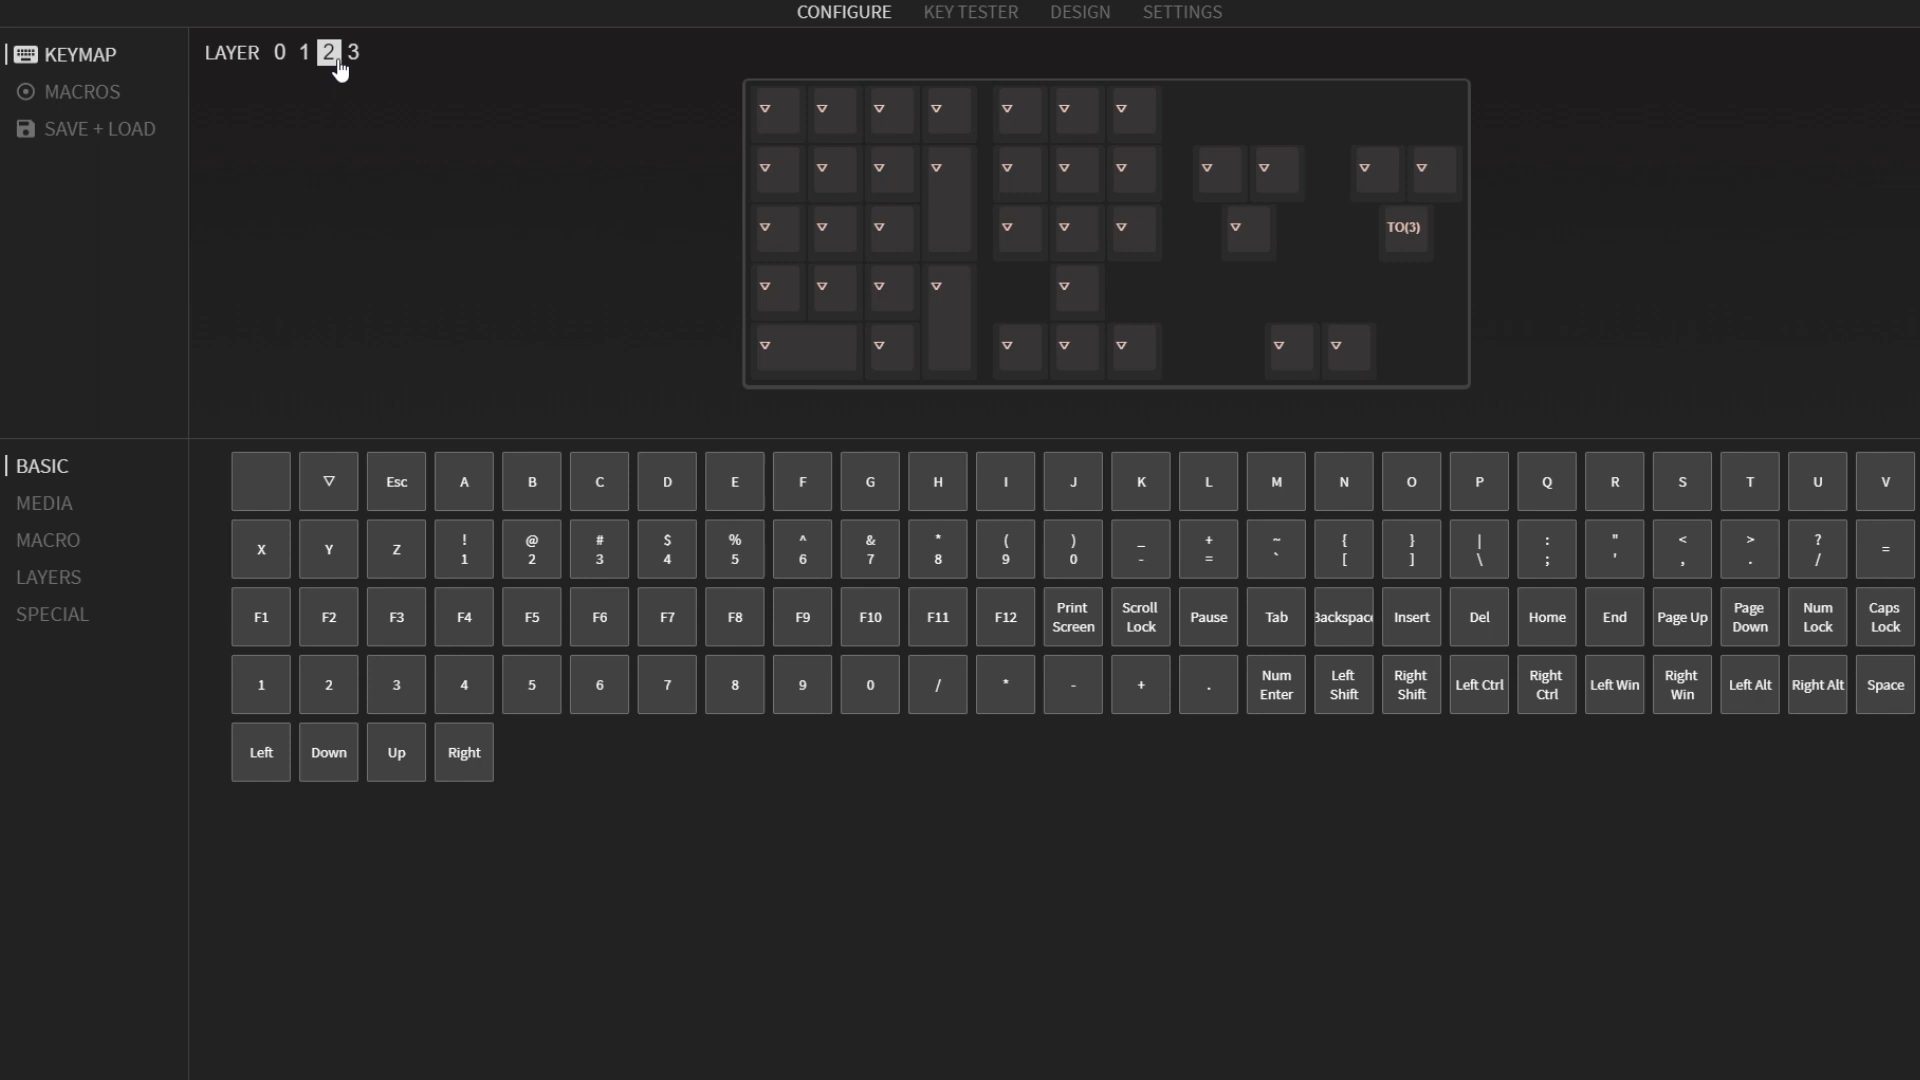 CONFIGURE KEY TESTER DESIGN SETTINGS
KEYMAP
MACROS
SAVE + LOAD
LAYER 0 1 2 3
▽ ▽ ▽ ▽ ▽ ▽ ▽
▽ ▽ ▽ ▽ ▽ ▽ ▽ ▽ ▽ ▽ ▽
▽ ▽ ▽ ▽ ▽ ▽ ▽ TO(3)
▽ ▽ ▽ ▽ ▽
▽ ▽ ▽ ▽ ▽ ▽ ▽
BASIC
MEDIA
MACRO
LAYERS
SPECIAL
▽ Esc A B C D E F G H I J K L M N O P Q R S T U V
X Y Z ! @ # $ % ^ & * ( ) _ + ~ { } | : " < > ? =
1 2 3 4 5 6 7 8 9 0 - = ` [ ] \ ; ' , . /
F1 F2 F3 F4 F5 F6 F7 F8 F9 F10 F11 F12 Print Screen Scroll Lock Pause Tab Backspac Insert Del Home End Page Up Page Down Num Lock Caps Lock
1 2 3 4 5 6 7 8 9 0 / * - + . Num Enter Left Shift Right Shift Left Ctrl Right Ctrl Left Win Right Win Left Alt Right Alt Space
Left Down Up Right